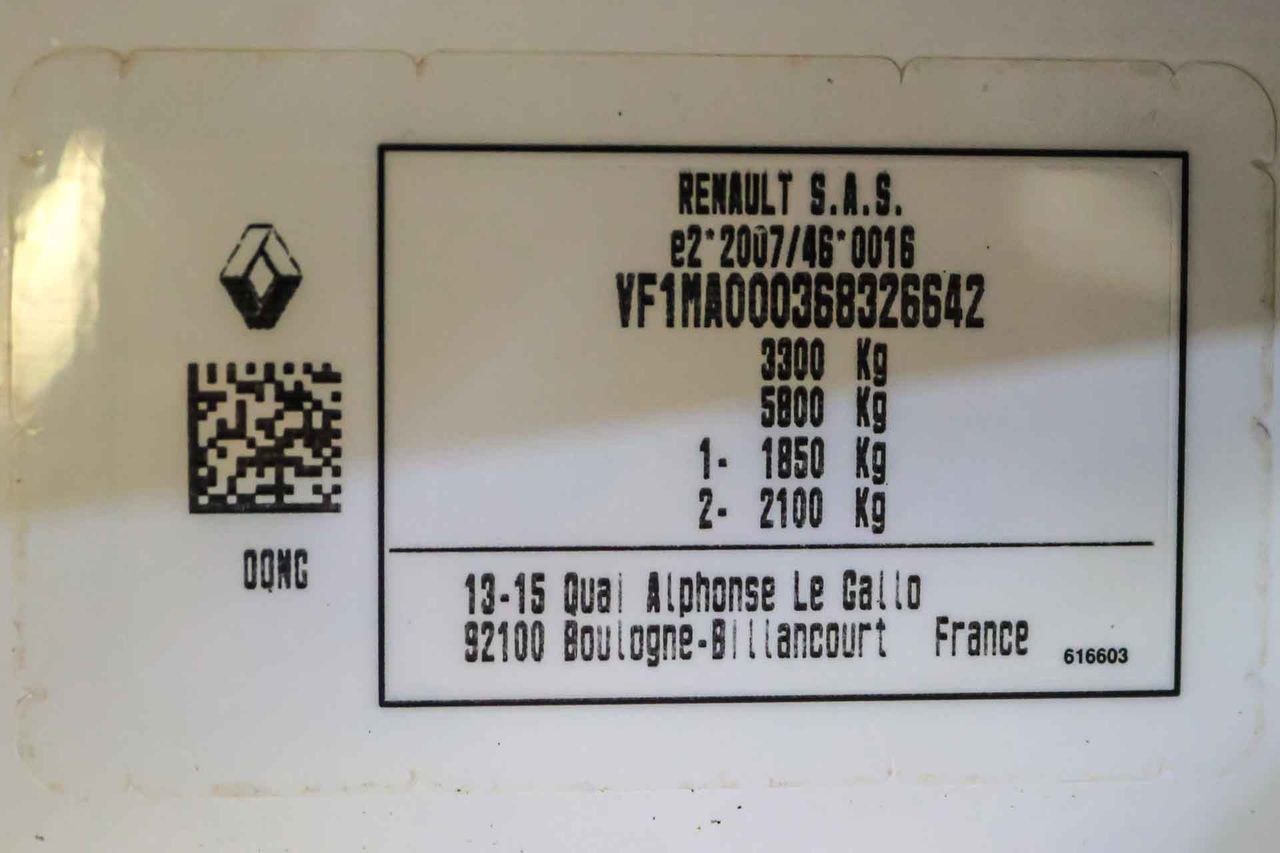 RENAULT S.A.S.
e2*2007/46*0016
VF1MA000368326642
3300 Kg
5800 Kg
1- 1850 Kg
2- 2100 Kg
OQMG
13-15 Quai Alphonse Le Gallo
92100 Boulogne-Billancourt France
616603